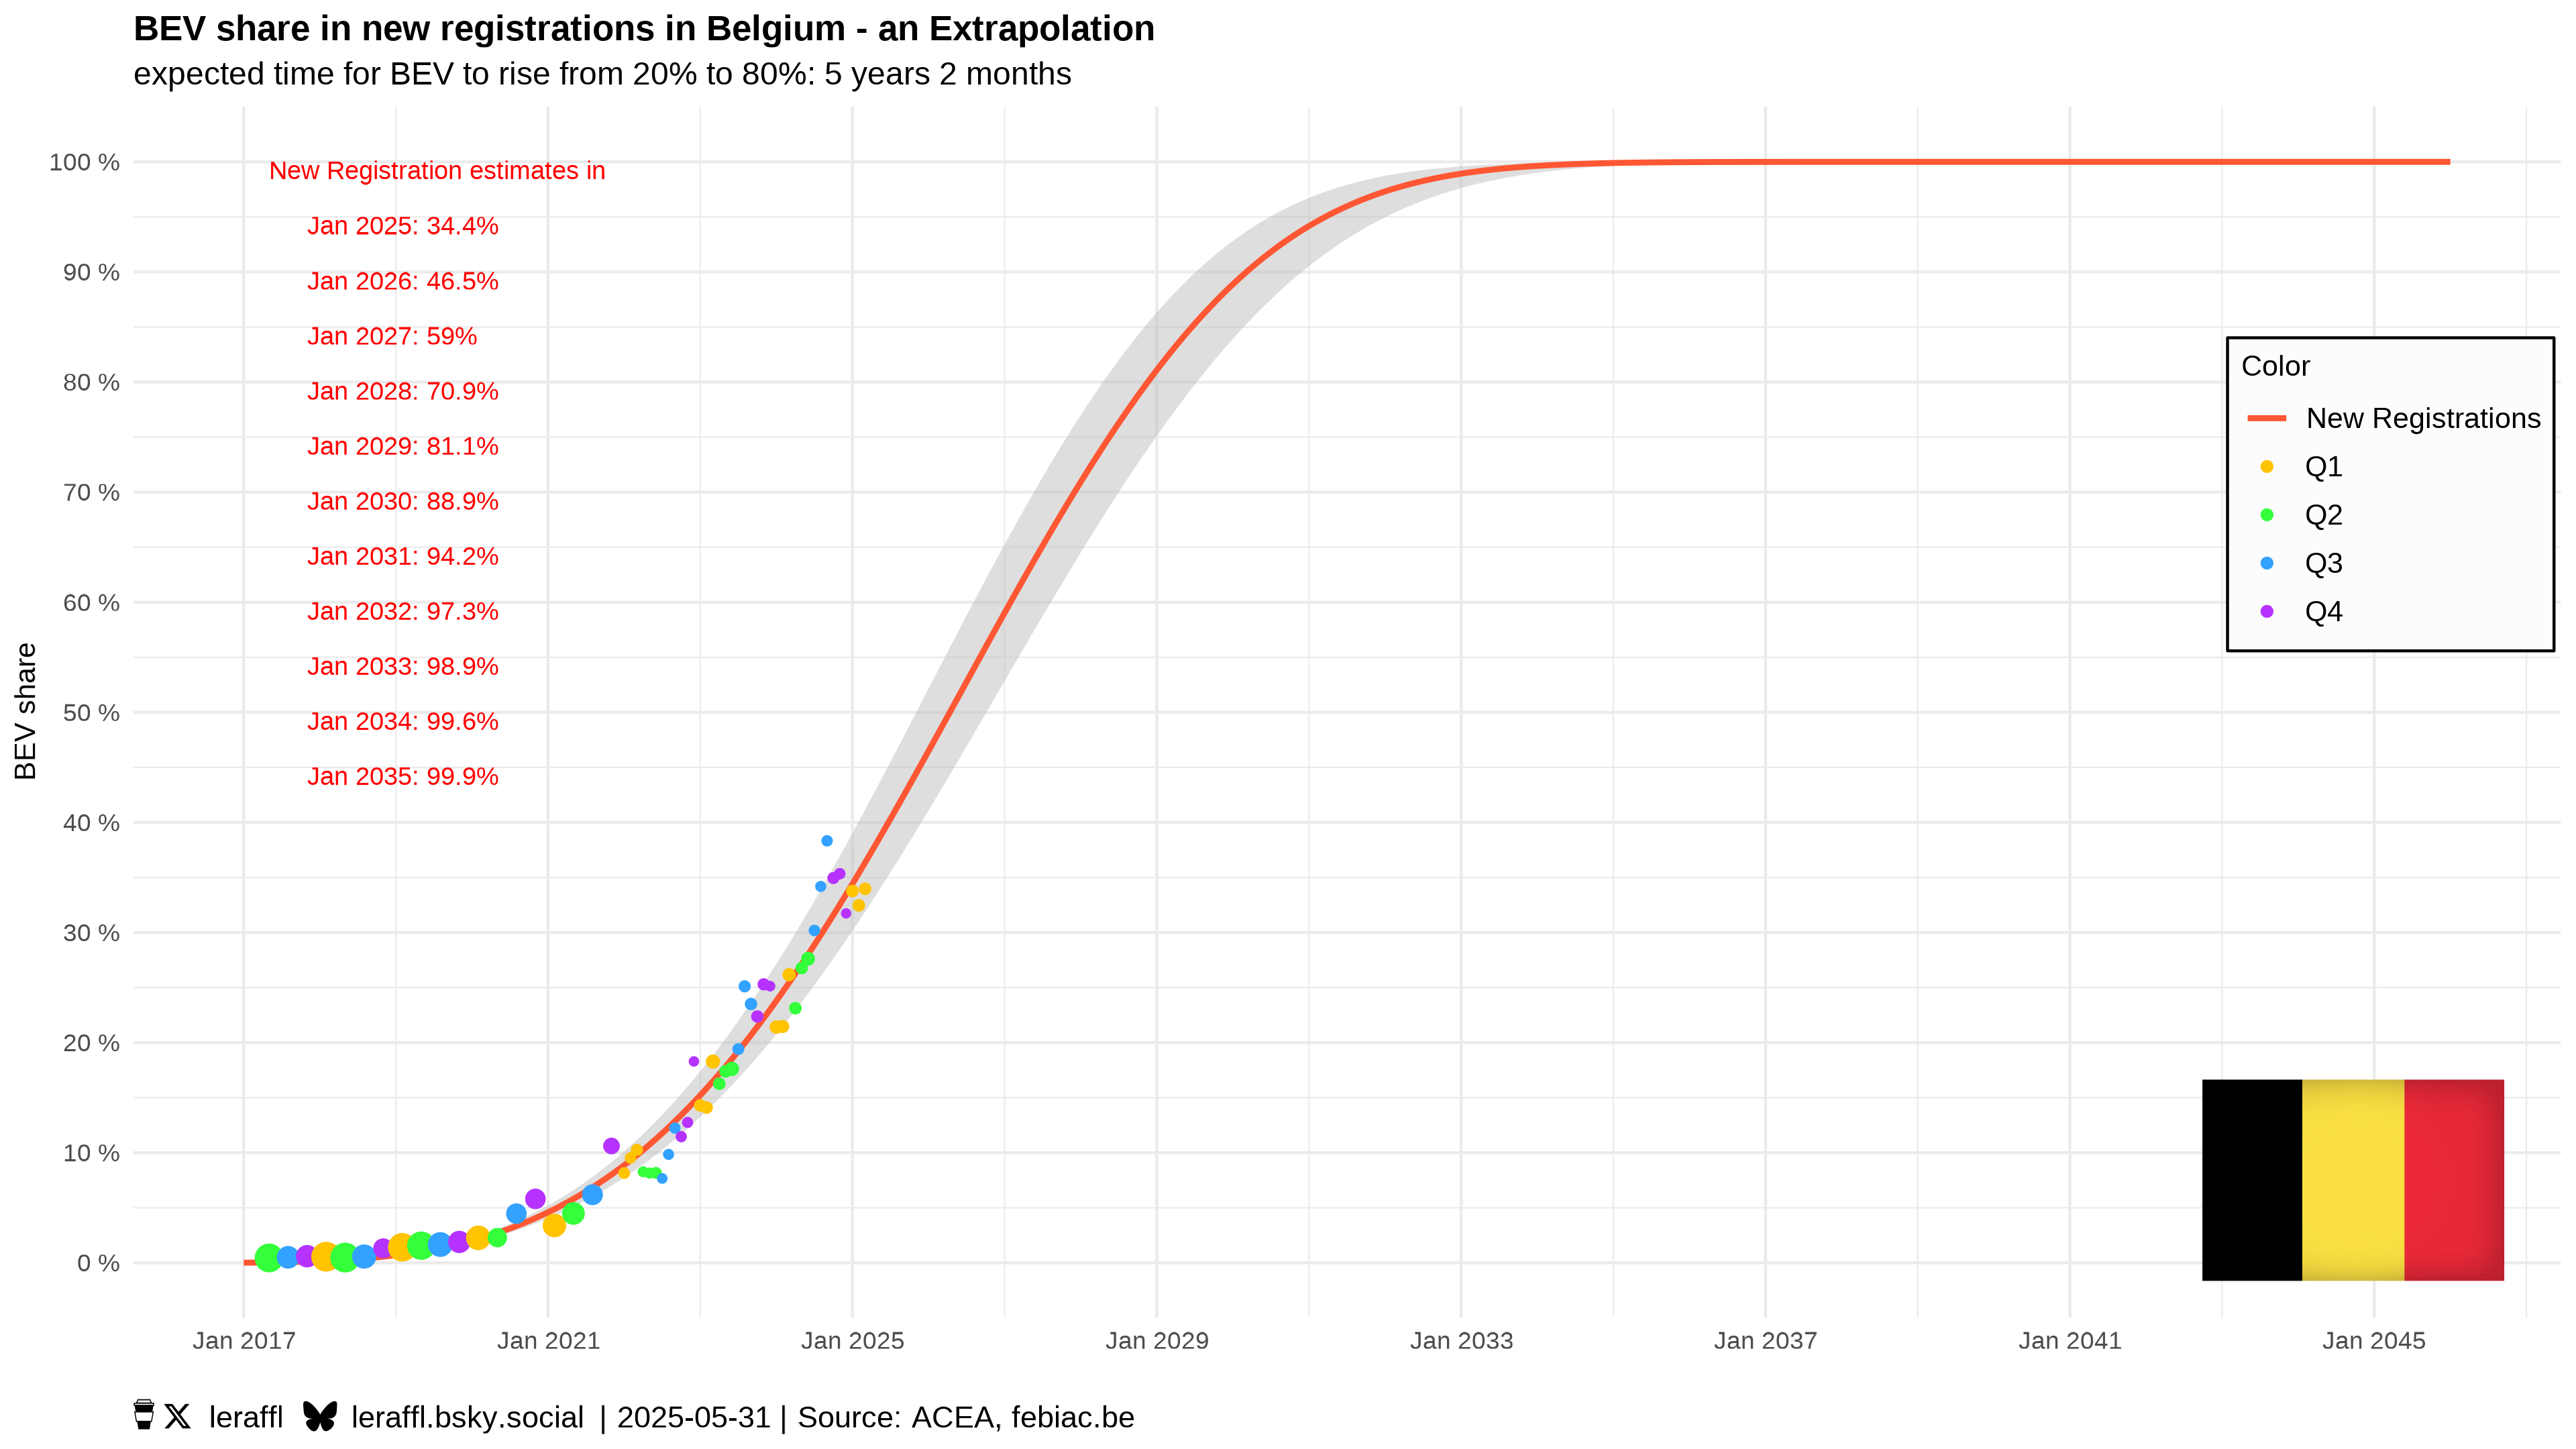 BEV share in new registrations in Belgium - an Extrapolation
expected time for BEV to rise from 20% to 80%: 5 years 2 months
BEV share
100 %
90 %
80 %
70 %
60 %
50 %
40 %
30 %
20 %
10 %
0 %
New Registration estimates in
Jan 2025: 34.4%
Jan 2026: 46.5%
Jan 2027: 59%
Jan 2028: 70.9%
Jan 2029: 81.1%
Jan 2030: 88.9%
Jan 2031: 94.2%
Jan 2032: 97.3%
Jan 2033: 98.9%
Jan 2034: 99.6%
Jan 2035: 99.9%
Color
New Registrations
Q1
Q2
Q3
Q4
Jan 2017
Jan 2021
Jan 2025
Jan 2029
Jan 2033
Jan 2037
Jan 2041
Jan 2045
leraffl leraffl.bsky.social | 2025-05-31 | Source: ACEA, febiac.be